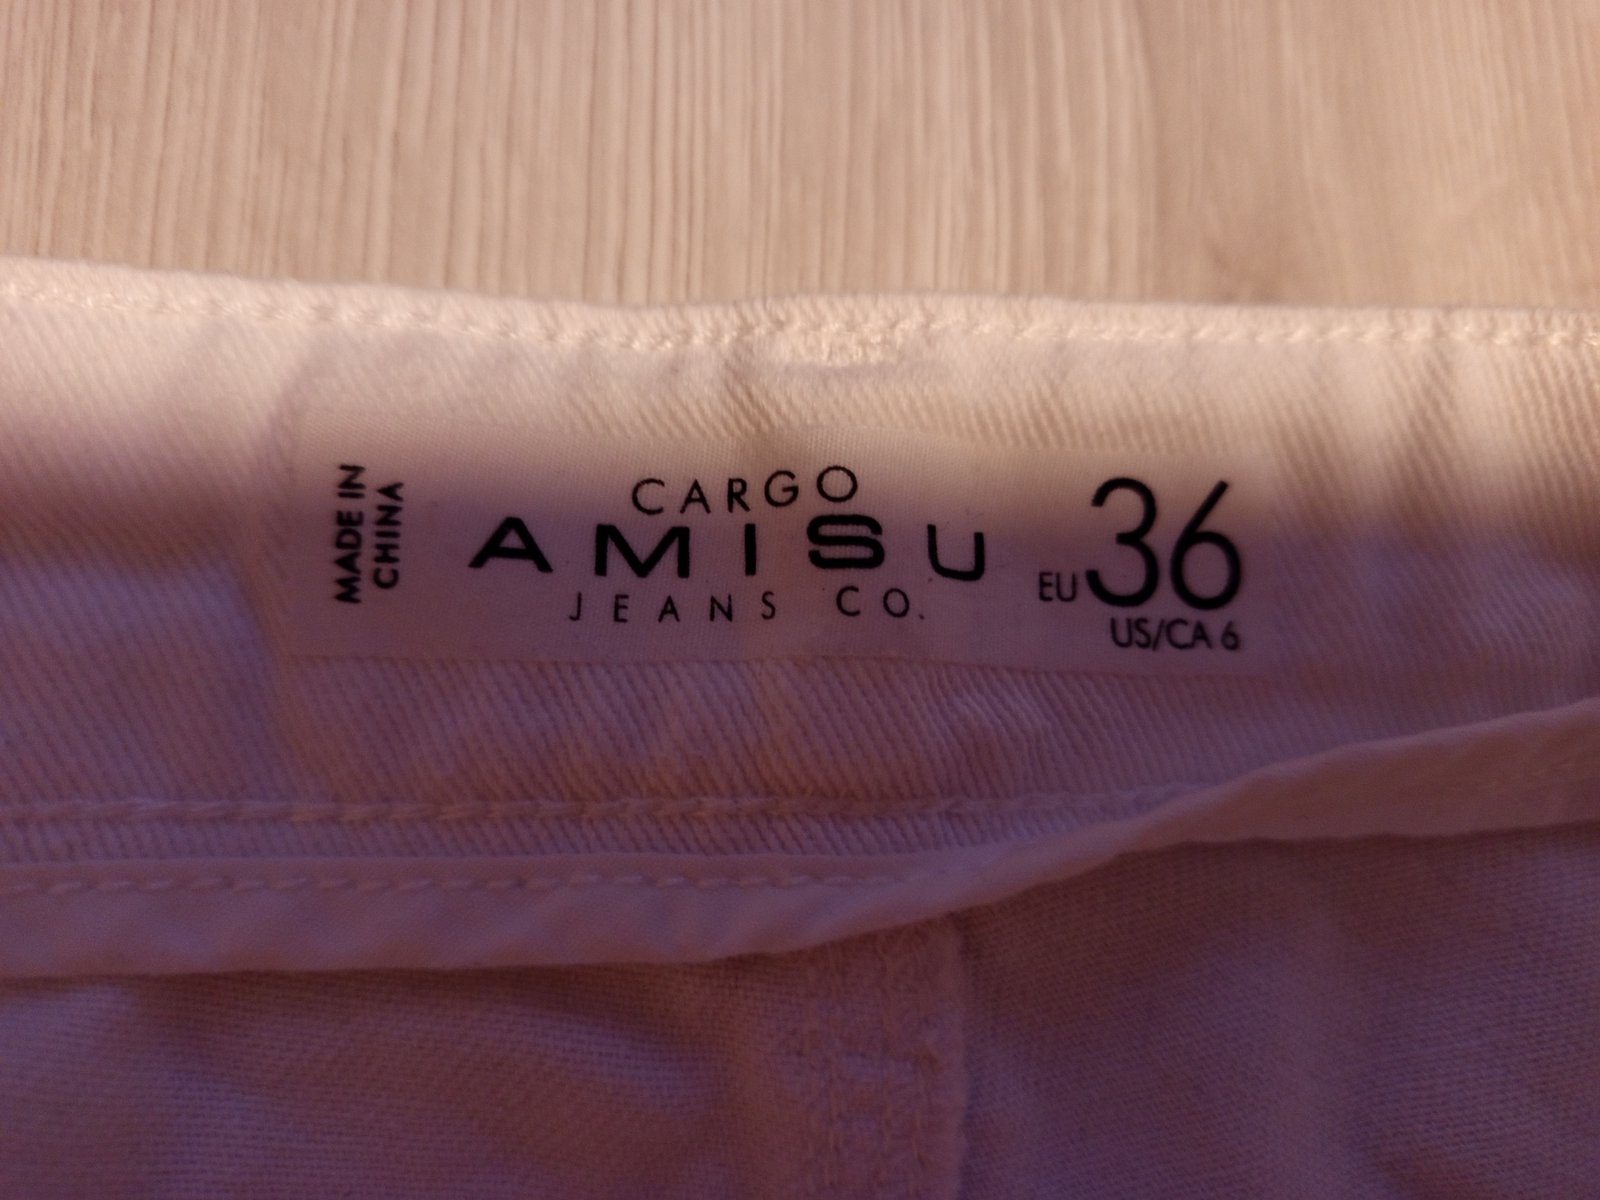 MADE IN
CHINA
CARGO
AMISU
JEANS CO.
EU 36
US/CA 6